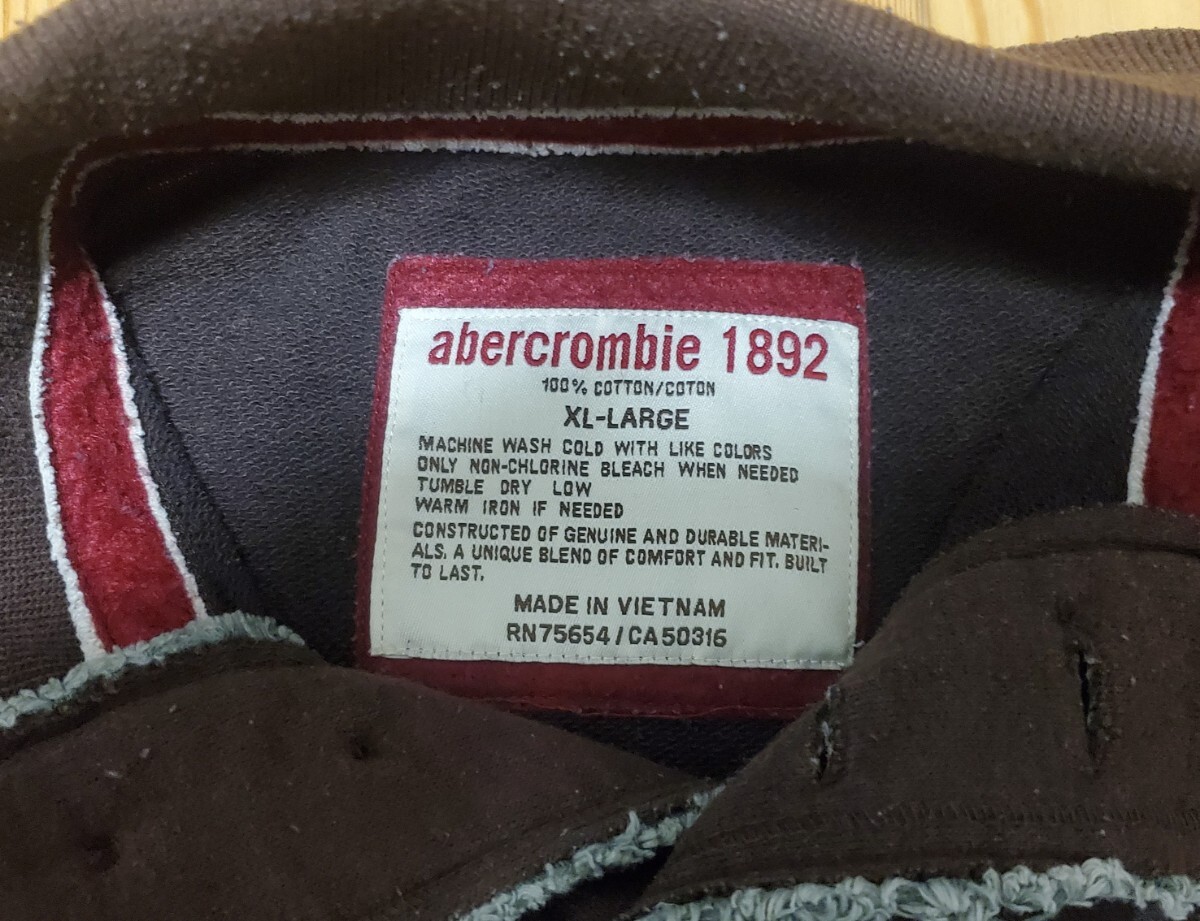 abercrombie 1892
100% COTTON/COTON
XL-LARGE
MACHINE WASH COLD WITH LIKE COLORS
ONLY NON-CHLORINE BLEACH WHEN NEEDED
TUMBLE DRY LOW
WARM IRON IF NEEDED
CONSTRUCTED OF GENUINE AND DURABLE MATERI-
ALS. A UNIQUE BLEND OF COMFORT AND FIT. BUILT
TO LAST.
MADE IN VIETNAM
RN75654/CA50316